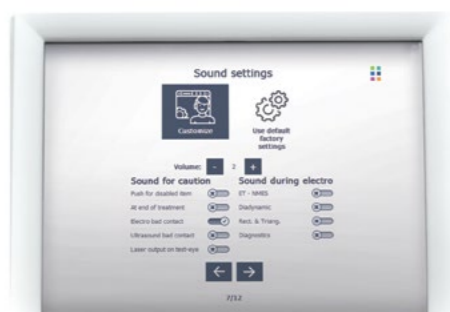 Sound settings
Customize
Use default
factory
settings
Volume: - 2 +
Sound for caution
Push for disabled item
At end of treatment
Electro bad contact
Ultrasound bad contact
Laser output on test-eye
Sound during electro
ET - NMES
Diadynamic
Rect. & Triang.
Diagnostics
7/12